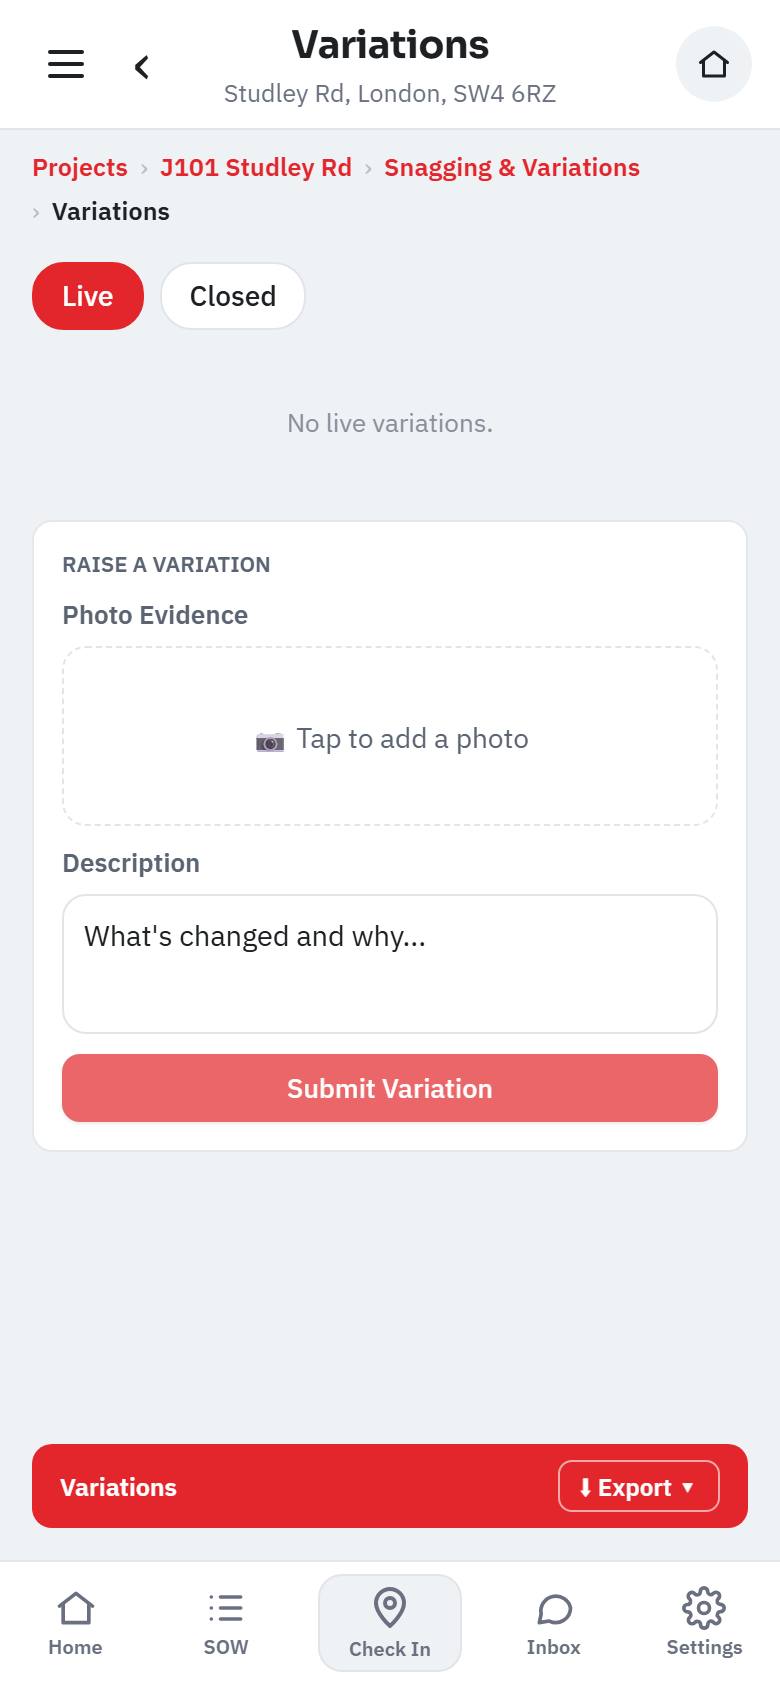 Variations
Studley Rd, London, SW4 6RZ
Projects › J101 Studley Rd › Snagging & Variations
› Variations
Live Closed
No live variations.
RAISE A VARIATION
Photo Evidence
📷 Tap to add a photo
Description
What's changed and why...
Submit Variation
Variations ⬇ Export ▼
Home SOW Check In Inbox Settings